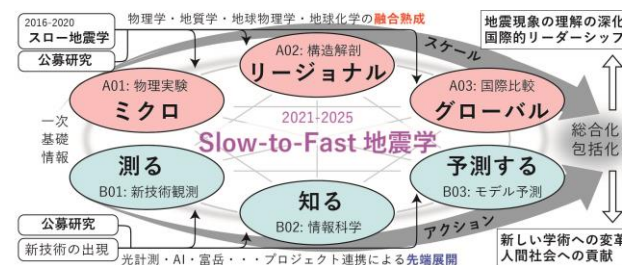 2016-2020
スロー地震学
公募研究
物理学・地質学・地球物理学・地球化学の融合熟成
地震現象の理解の深化
国際的リーダーシップ
スケール
A02: 構造解剖
リージョナル
A01: 物理実験
ミクロ
A03: 国際比較
グローバル
一次
基礎
情報
2021-2025
Slow-to-Fast 地震学
総合化
包括化
測る
B01: 新技術観測
知る
B02: 情報科学
予測する
B03: モデル予測
アクション
公募研究
新技術の出現
光計測・AI・富岳・・・プロジェクト連携による先端展開
新しい学術への変革
人間社会への貢献